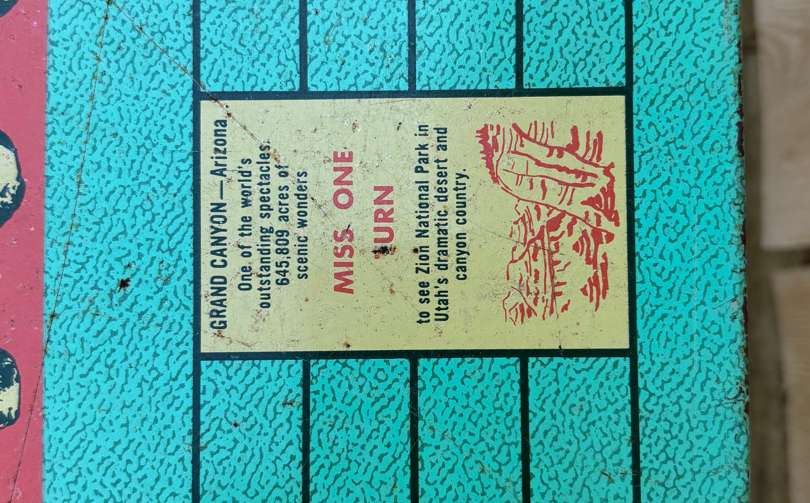 GRAND CANYON—Arizona
One of the world's
outstanding spectacles.
645,809 acres of
scenic wonders
MISS ONE
TURN
to see Zion National Park in
Utah's dramatic desert and
canyon country.